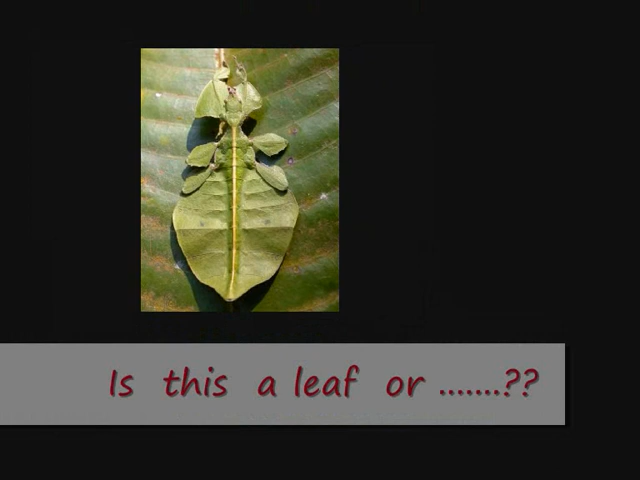 Is this a leaf or .......??